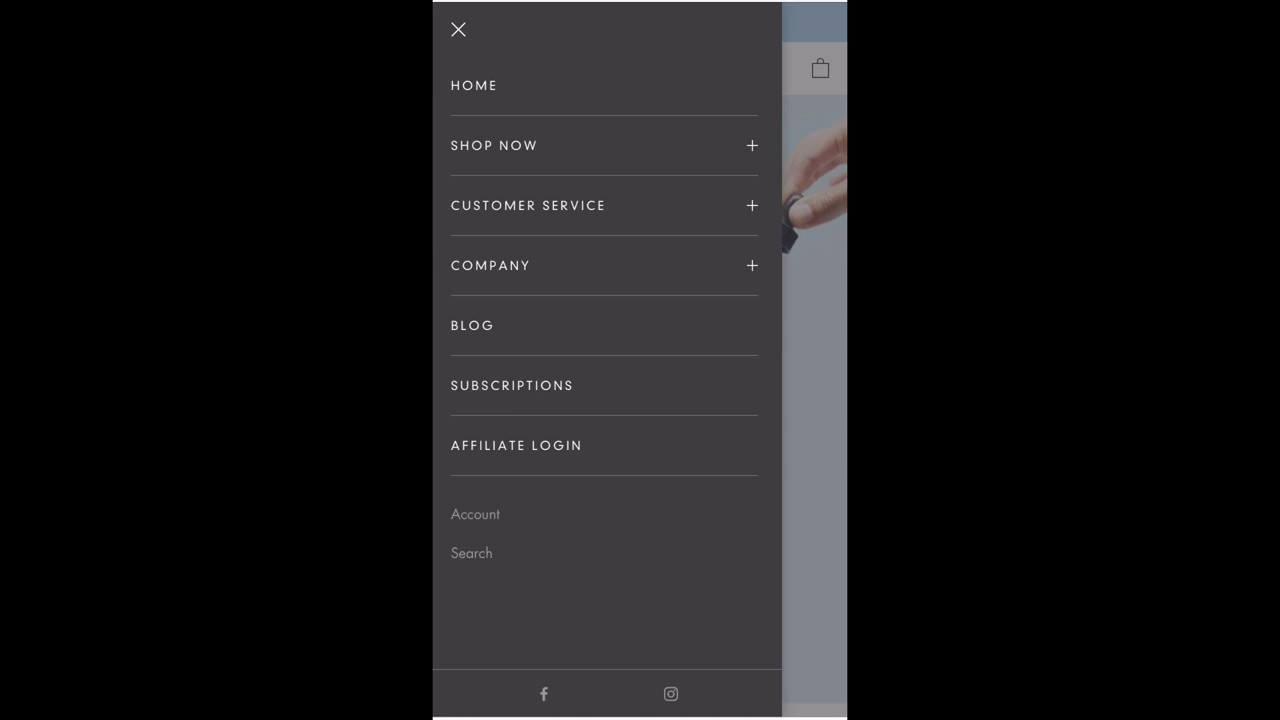 HOME
SHOP NOW
CUSTOMER SERVICE
COMPANY
BLOG
SUBSCRIPTIONS
AFFILIATE LOGIN
Account
Search